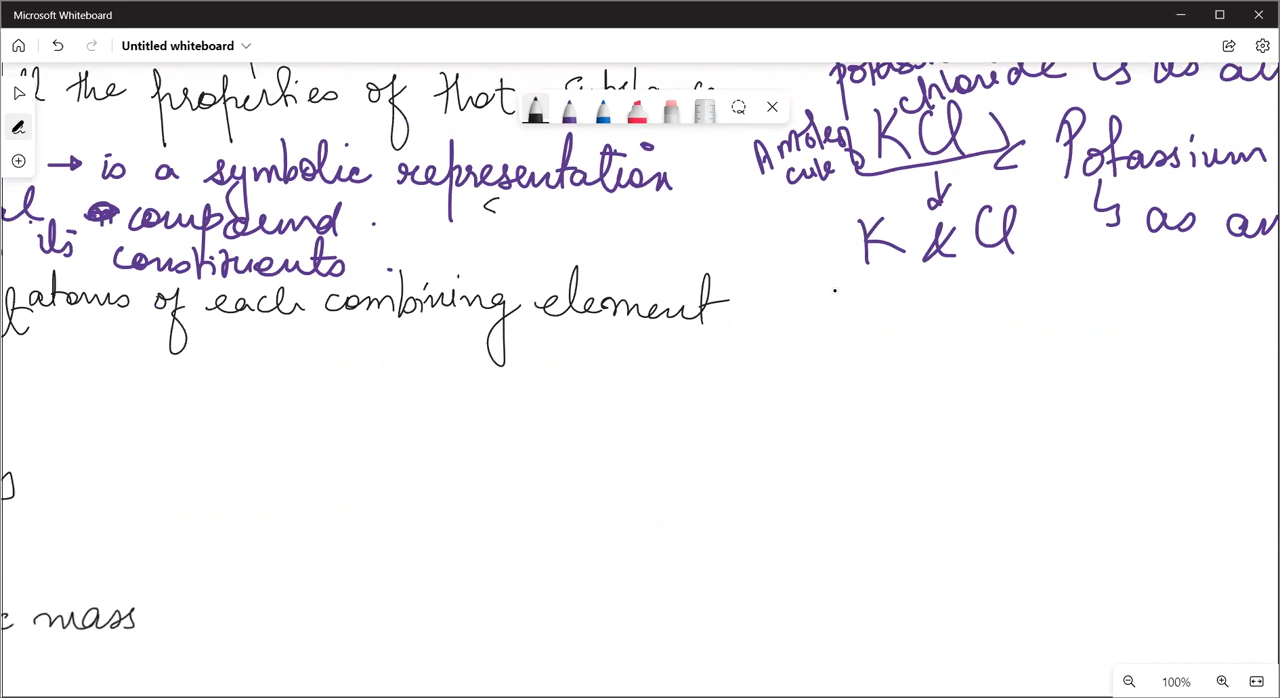 Microsoft Whiteboard
Untitled whiteboard
the properties of that
→ is a symbolic representation
compound .
its
constituents .
atoms of each combining element
mass
chloride is as
A molecule
KCl
Potassium
↳ as
K & Cl
100%